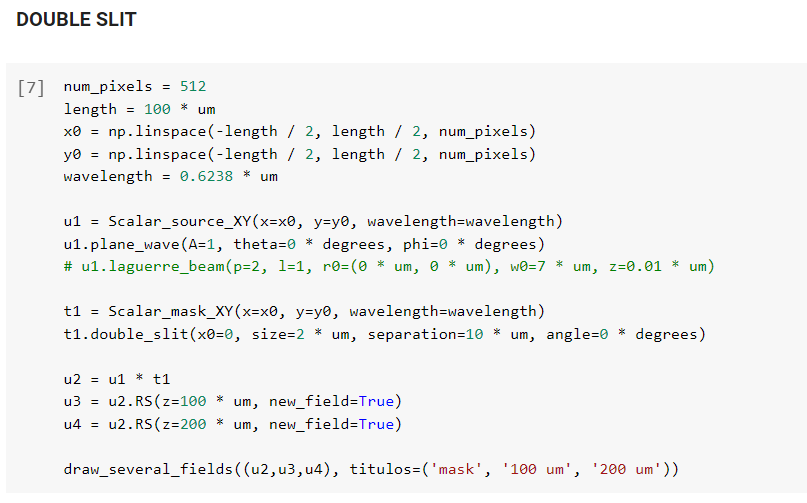 DOUBLE SLIT
[7] num_pixels = 512
length = 100 * um
x0 = np.linspace(-length / 2, length / 2, num_pixels)
y0 = np.linspace(-length / 2, length / 2, num_pixels)
wavelength = 0.6238 * um
u1 = Scalar_source_XY(x=x0, y=y0, wavelength=wavelength)
u1.plane_wave(A=1, theta=0 * degrees, phi=0 * degrees)
# u1.laguerre_beam(p=2, l=1, r0=(0 * um, 0 * um), w0=7 * um, z=0.01 * um)
t1 = Scalar_mask_XY(x=x0, y=y0, wavelength=wavelength)
t1.double_slit(x0=0, size=2 * um, separation=10 * um, angle=0 * degrees)
u2 = u1 * t1
u3 = u2.RS(z=100 * um, new_field=True)
u4 = u2.RS(z=200 * um, new_field=True)
draw_several_fields((u2,u3,u4), titulos=('mask', '100 um', '200 um'))